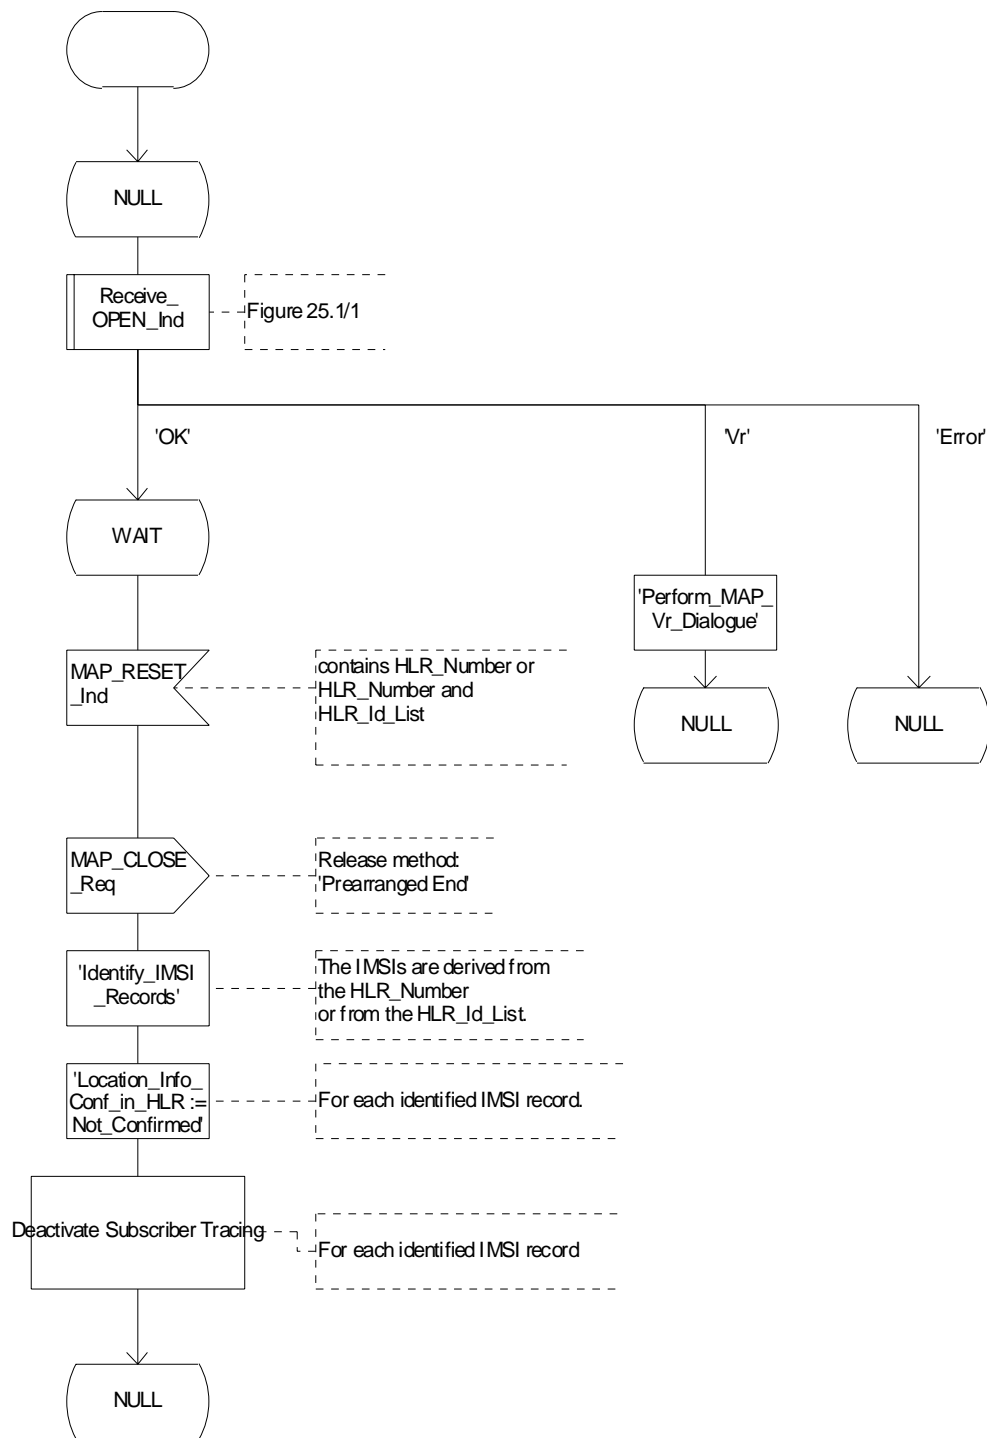 NULL
Receive_
OPEN_Ind
Figure 25.1/1
'OK'
'Vr'
'Error'
WAIT
'Perform_MAP_
Vr_Dialogue'
MAP_RESET
_Ind
contains HLR_Number or
HLR_Number and
HLR_Id_List
NULL
NULL
MAP_CLOSE
_Req
Release method:
'Prearranged End'
'Identify_IMSI
_Records'
The IMSIs are derived from
the HLR_Number
or from the HLR_Id_List.
'Location_Info_
Conf_in_HLR :=
Not_Confirmed'
For each identified IMSI record.
Deactivate Subscriber Tracing
For each identified IMSI record
NULL